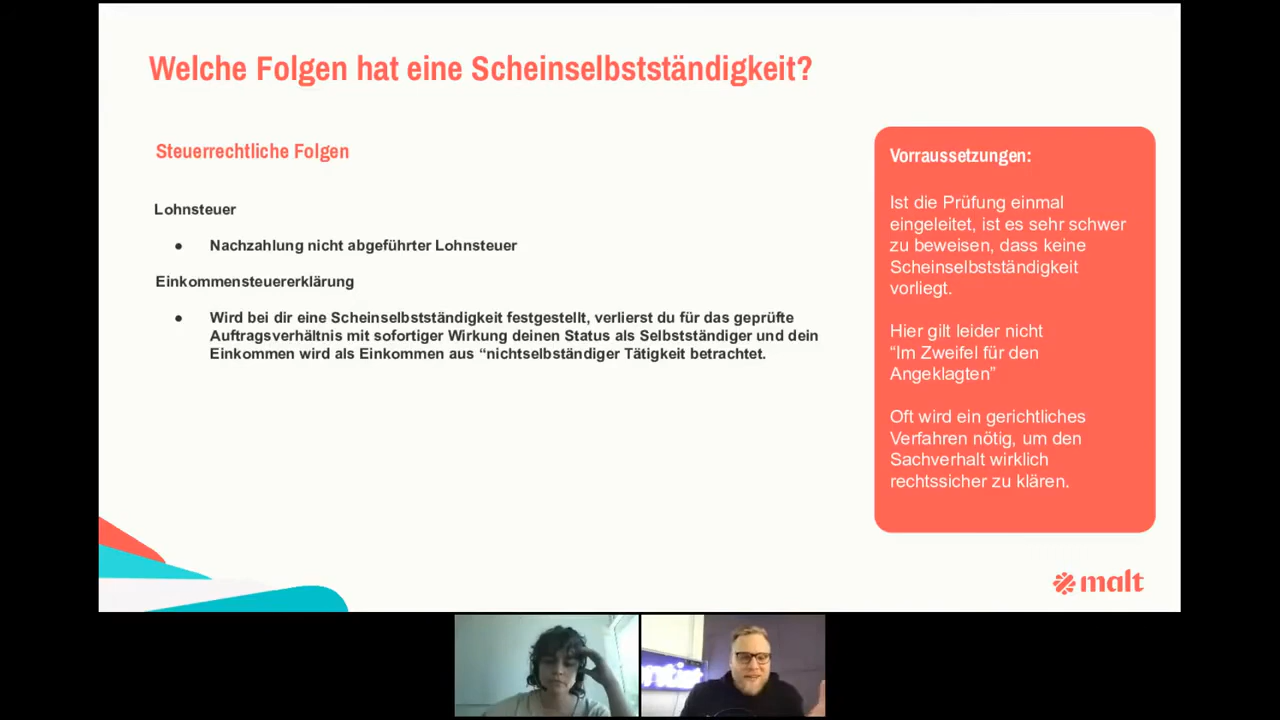 Welche Folgen hat eine Scheinselbstständigkeit?
Steuerrechtliche Folgen
Lohnsteuer
● Nachzahlung nicht abgeführter Lohnsteuer
Einkommensteuererklärung
● Wird bei dir eine Scheinselbstständigkeit festgestellt, verlierst du für das geprüfte
Auftragsverhältnis mit sofortiger Wirkung deinen Status als Selbstständiger und dein
Einkommen wird als Einkommen aus “nichtselbständiger Tätigkeit betrachtet.
Vorraussetzungen:
Ist die Prüfung einmal
eingeleitet, ist es sehr schwer
zu beweisen, dass keine
Scheinselbstständigkeit
vorliegt.
Hier gilt leider nicht
“Im Zweifel für den
Angeklagten”
Oft wird ein gerichtliches
Verfahren nötig, um den
Sachverhalt wirklich
rechtssicher zu klären.
malt